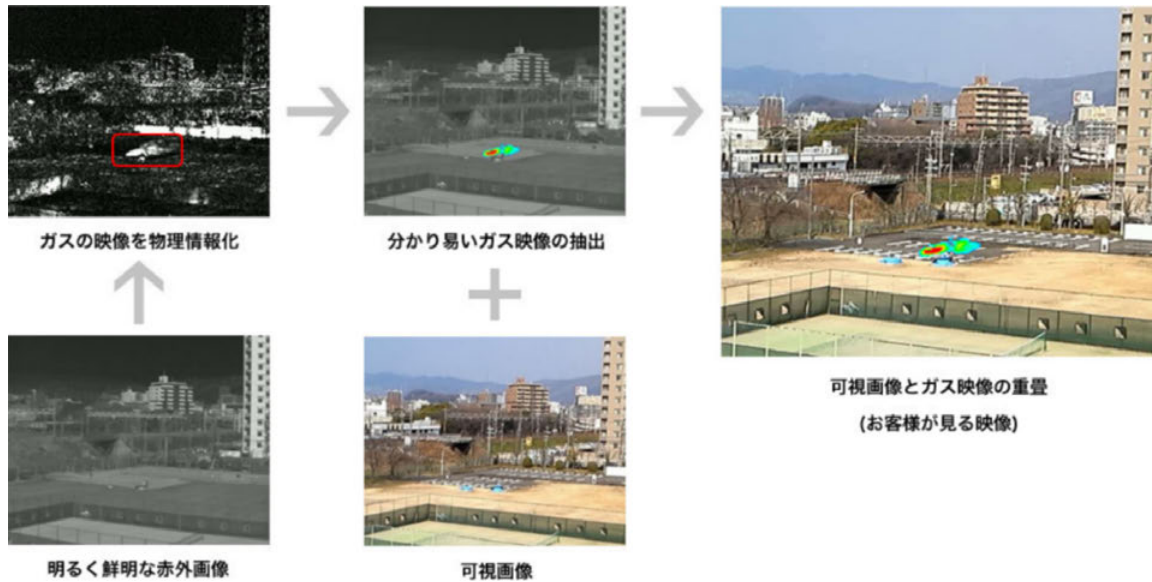 ガスの映像を物理情報化
分かり易いガス映像の抽出
可視画像とガス映像の重畳
(お客様が見る映像)
明るく鮮明な赤外画像
可視画像